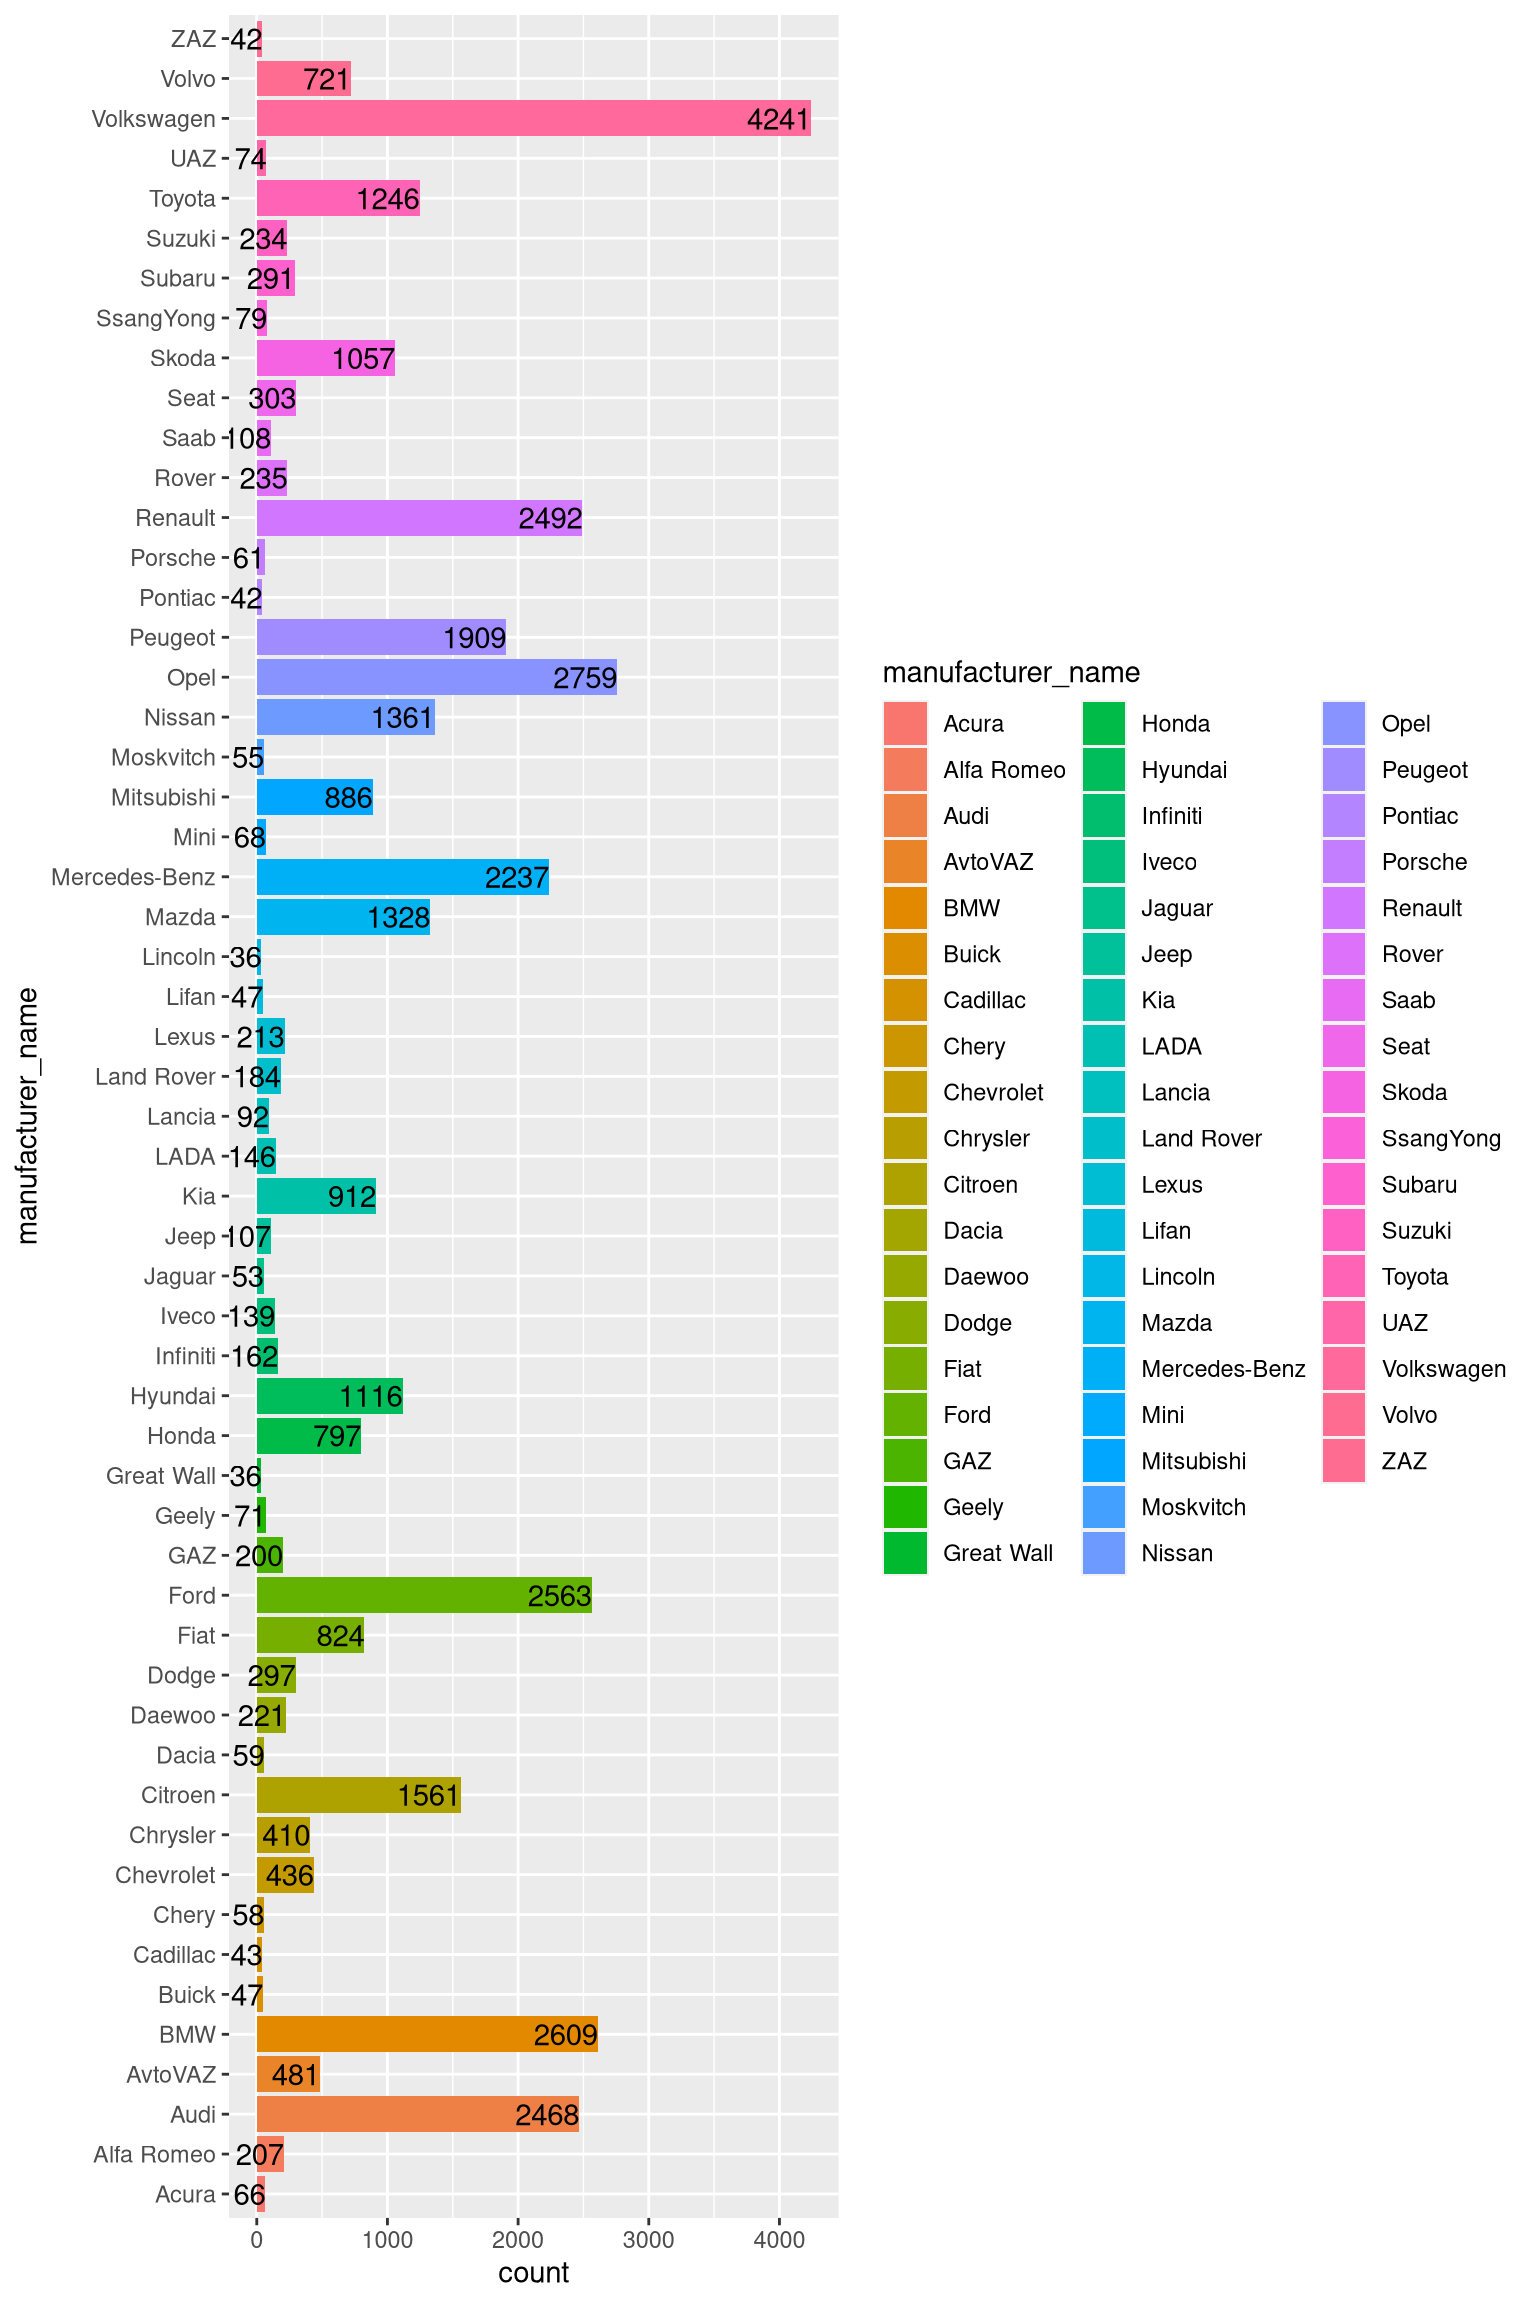 ZAZ 42
Volvo 721
Volkswagen 4241
UAZ 74
Toyota 1246
Suzuki 234
Subaru 291
SsangYong 79
Skoda 1057
Seat 303
Saab 108
Rover 235
Renault 2492
Porsche 61
Pontiac 42
Peugeot 1909
Opel 2759
Nissan 1361
Moskvitch 55
Mitsubishi 886
Mini 68
Mercedes-Benz 2237
Mazda 1328
Lincoln 36
Lifan 47
Lexus 213
Land Rover 184
Lancia 92
LADA 146
Kia 912
Jeep 107
Jaguar 53
Iveco 139
Infiniti 162
Hyundai 1116
Honda 797
Great Wall 36
Geely 71
GAZ 200
Ford 2563
Fiat 824
Dodge 297
Daewoo 221
Dacia 59
Citroen 1561
Chrysler 410
Chevrolet 436
Chery 58
Cadillac 43
Buick 47
BMW 2609
AvtoVAZ 481
Audi 2468
Alfa Romeo 207
Acura 66
0 1000 2000 3000 4000
count
manufacturer_name
manufacturer_name
Acura
Alfa Romeo
Audi
AvtoVAZ
BMW
Buick
Cadillac
Chery
Chevrolet
Chrysler
Citroen
Dacia
Daewoo
Dodge
Fiat
Ford
GAZ
Geely
Great Wall
Honda
Hyundai
Infiniti
Iveco
Jaguar
Jeep
Kia
LADA
Lancia
Land Rover
Lexus
Lifan
Lincoln
Mazda
Mercedes-Benz
Mini
Mitsubishi
Moskvitch
Nissan
Opel
Peugeot
Pontiac
Porsche
Renault
Rover
Saab
Seat
Skoda
SsangYong
Subaru
Suzuki
Toyota
UAZ
Volkswagen
Volvo
ZAZ